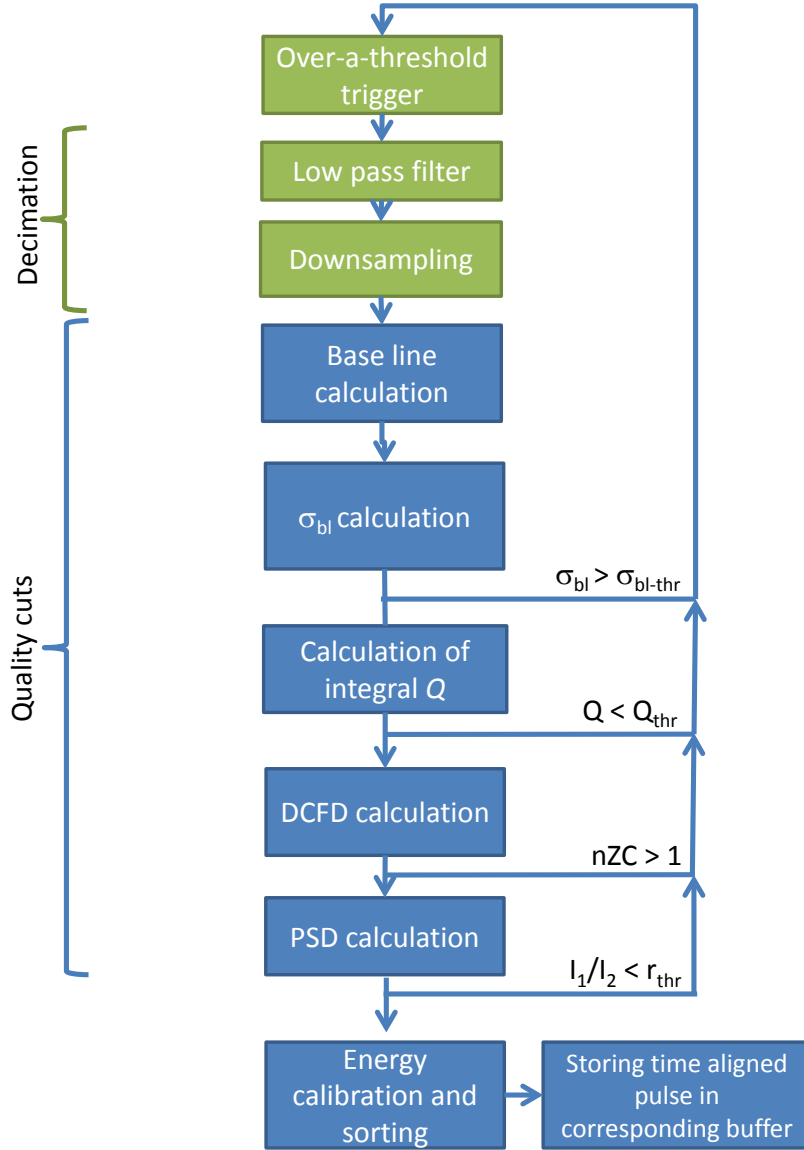 Over-a-threshold
trigger
Decimation
Low pass filter
Downsampling
Quality cuts
Base line
calculation
σbl calculation
σbl > σbl-thr
Calculation of
integral Q
Q < Qthr
DCFD calculation
nZC > 1
PSD calculation
I1/I2 < rthr
Energy
calibration and
sorting
Storing time aligned
pulse in
corresponding buffer